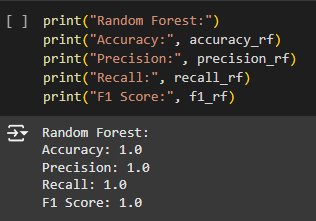 [ ] print("Random Forest:")
print("Accuracy:", accuracy_rf)
print("Precision:", precision_rf)
print("Recall:", recall_rf)
print("F1 Score:", f1_rf)
Random Forest:
Accuracy: 1.0
Precision: 1.0
Recall: 1.0
F1 Score: 1.0